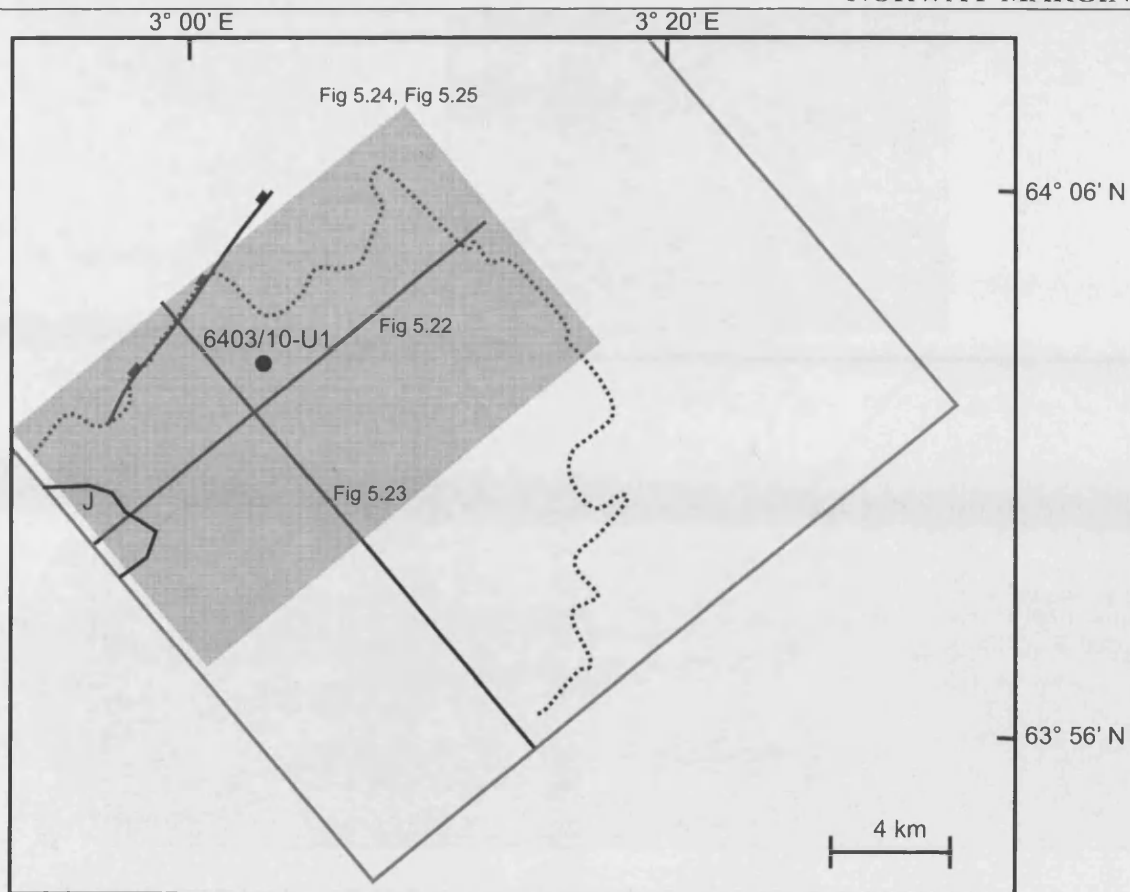 3° 00' E
3° 20' E
Fig 5.24, Fig 5.25
64° 06' N
6403/10-U1
Fig 5.22
Fig 5.23
J
63° 56' N
4 km